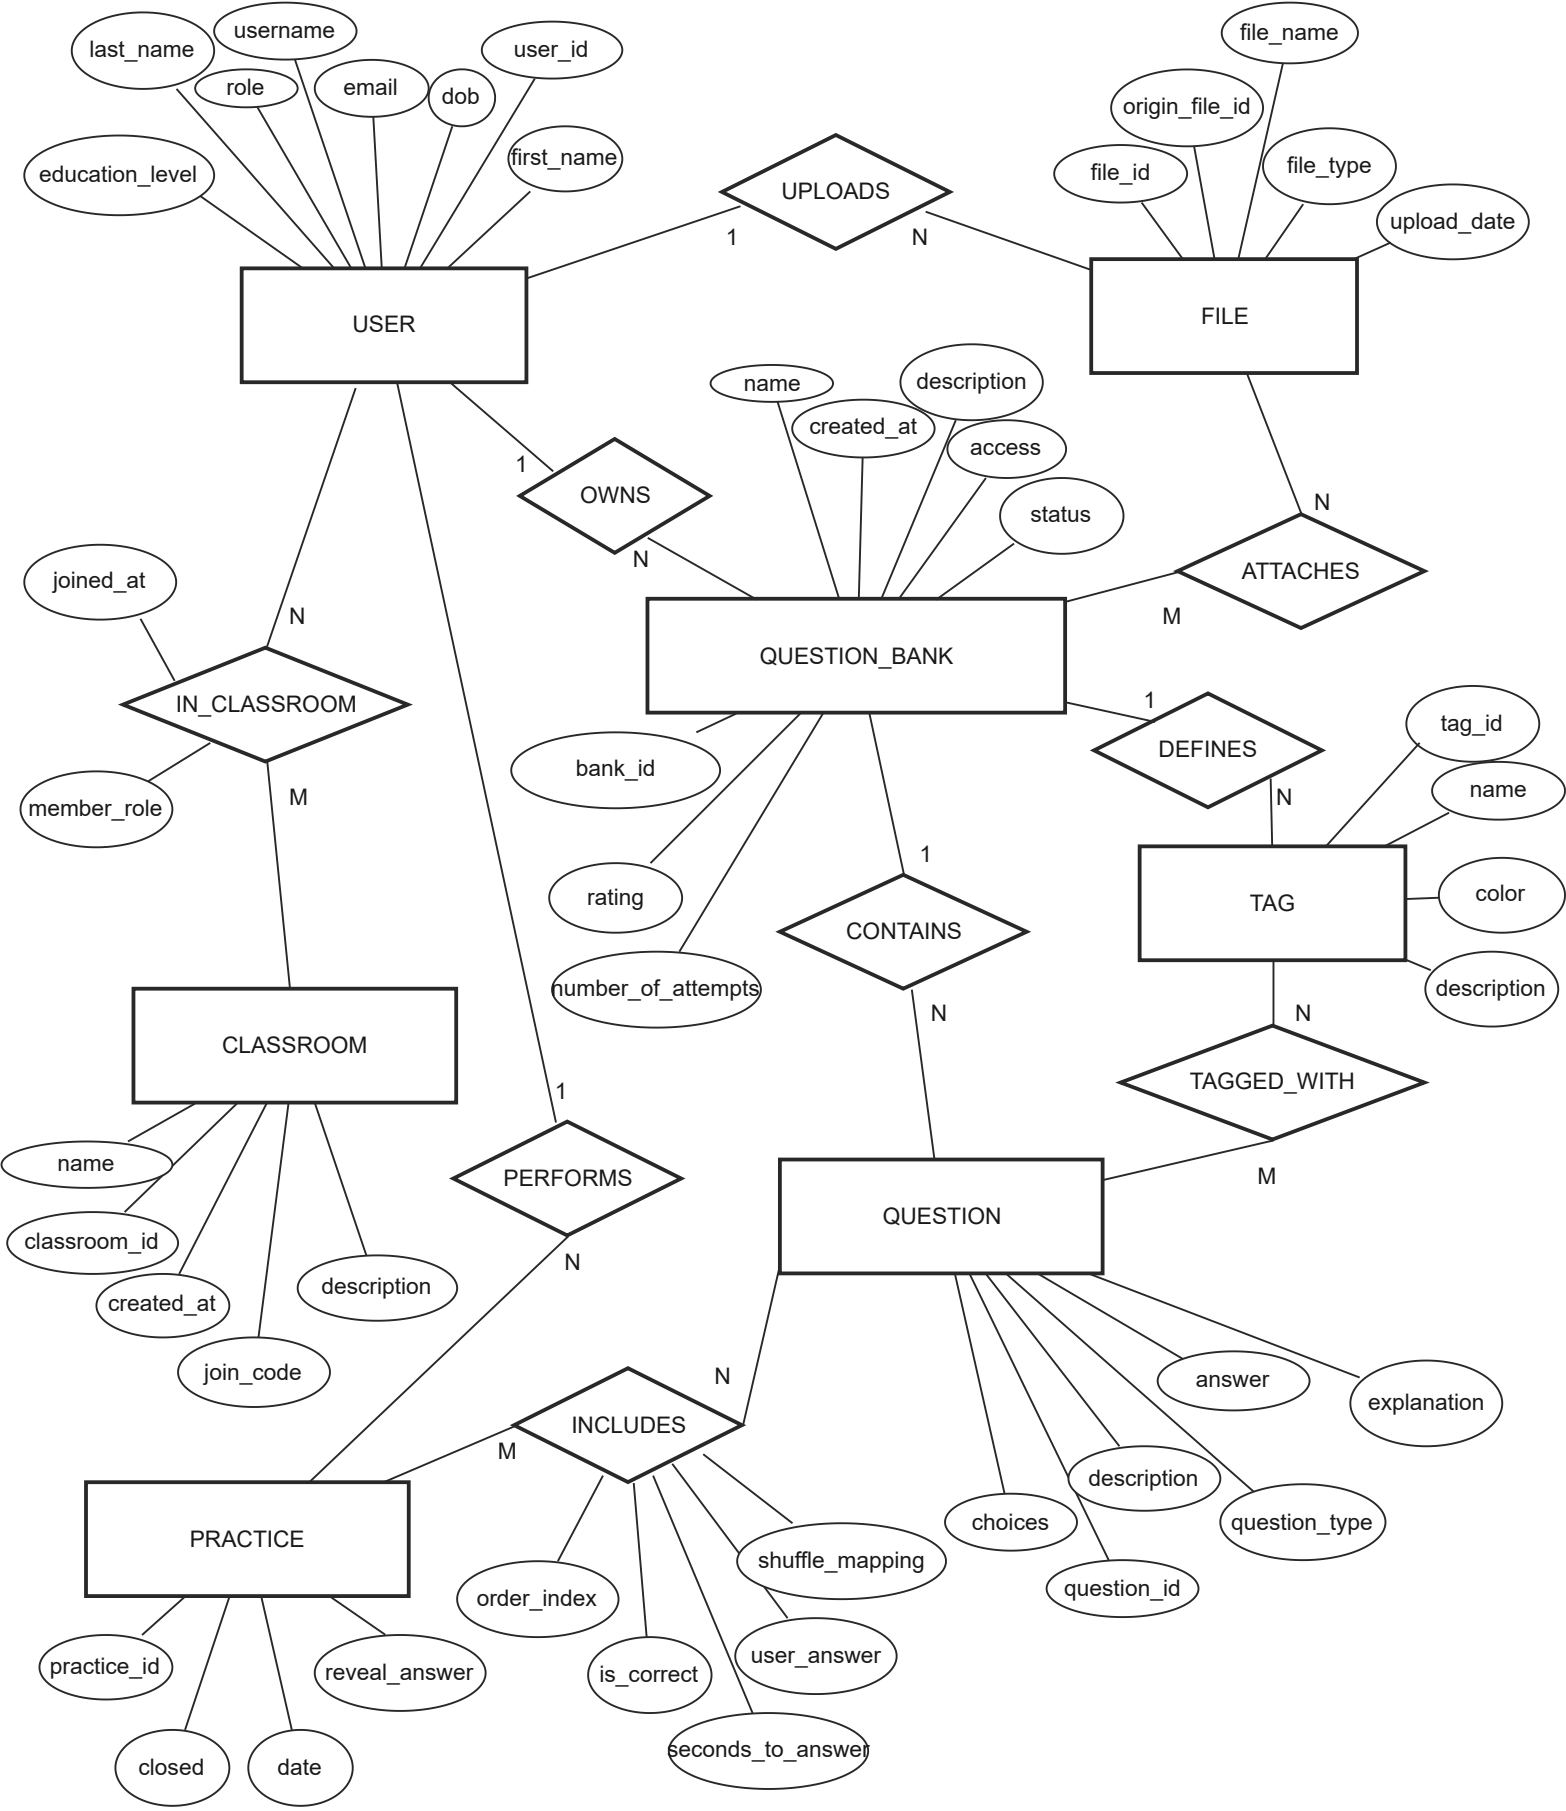 file_name
username
last_name
user_id
role
email
dob
origin_file_id
first_name
file_id
file_type
education_level
UPLOADS
upload_date
1
N
USER
FILE
name
description
created_at
access
1
OWNS
status
N
N
ATTACHES
joined_at
N
M
QUESTION_BANK
IN_CLASSROOM
1
tag_id
DEFINES
bank_id
name
M
N
member_role
1
color
rating
TAG
CONTAINS
number_of_attempts
description
N
N
CLASSROOM
1
TAGGED_WITH
name
PERFORMS
M
QUESTION
classroom_id
N
description
created_at
join_code
N
answer
explanation
INCLUDES
M
description
choices
question_type
PRACTICE
shuffle_mapping
question_id
order_index
user_answer
practice_id
reveal_answer
is_correct
seconds_to_answer
closed
date